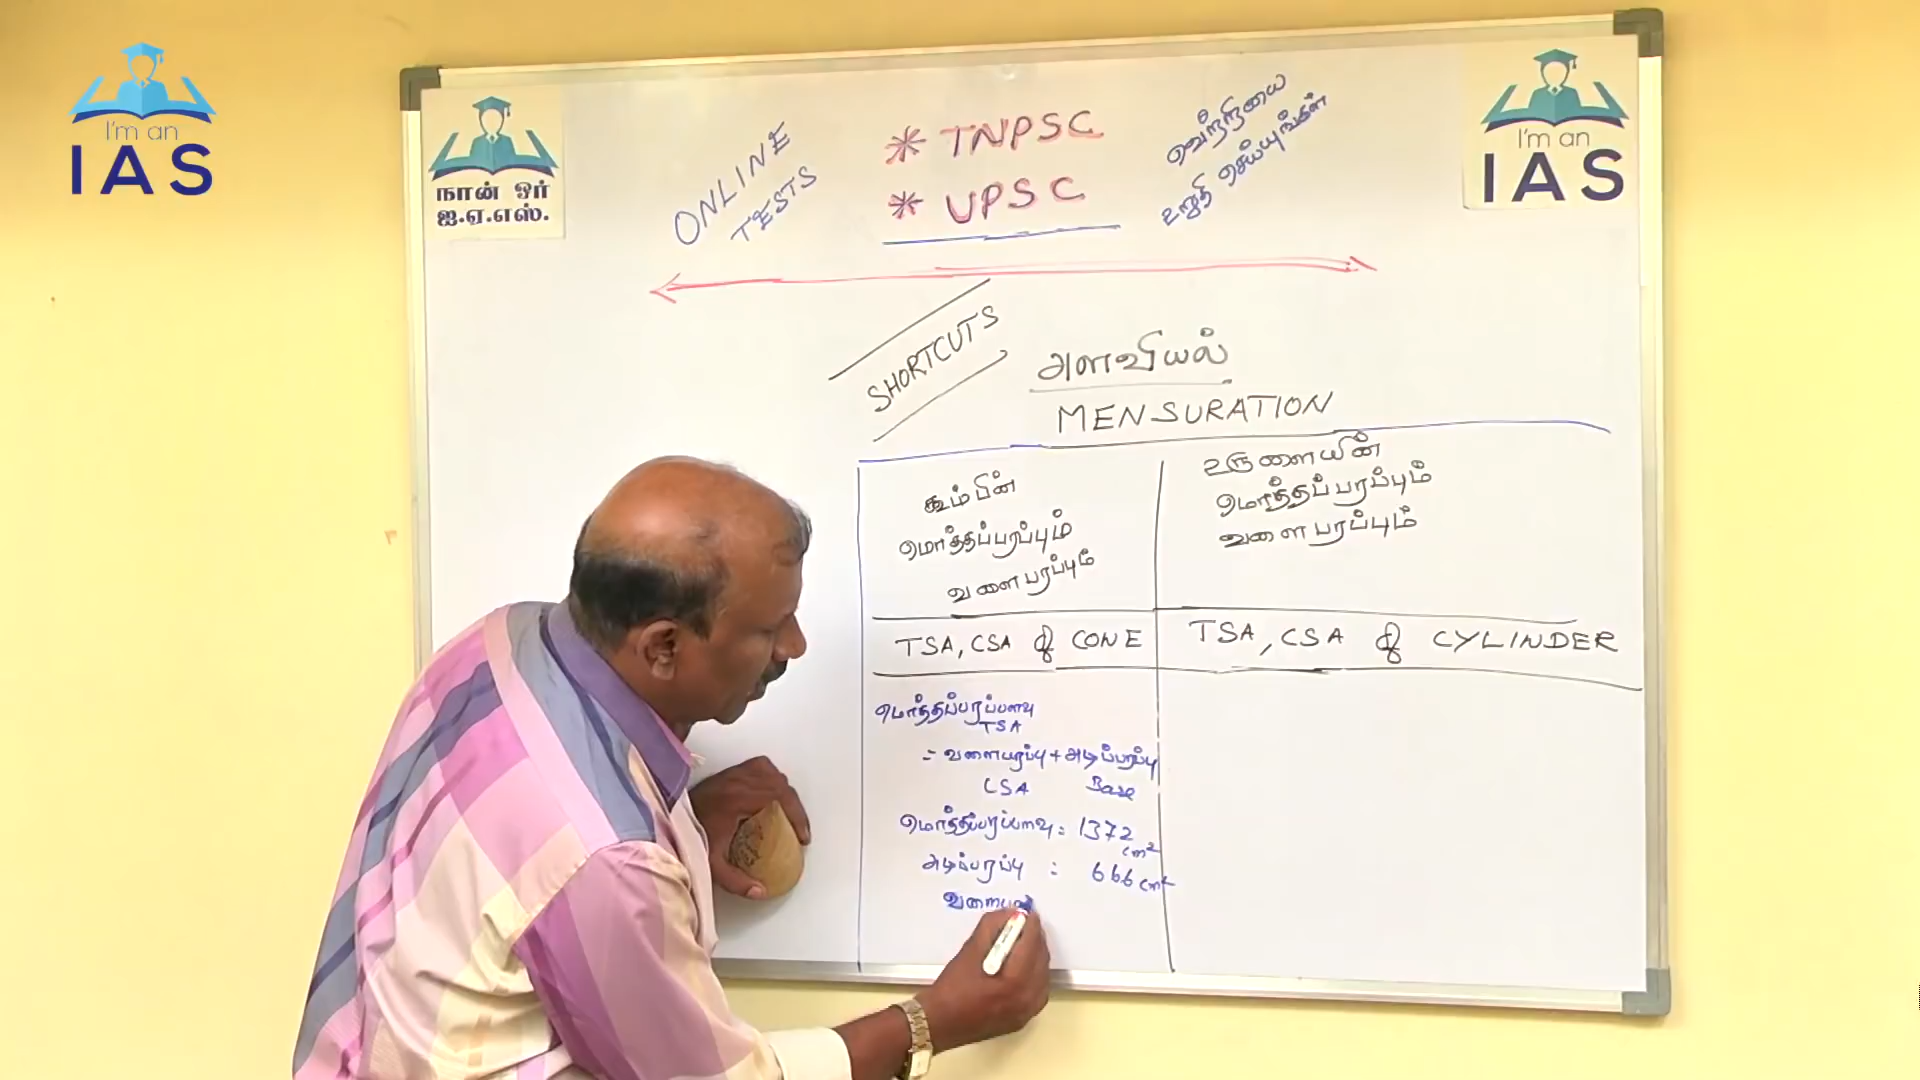 I'm an
IAS
நான் ஓர்
ஐ.ஏ.எஸ்.
ONLINE
TESTS
* TNPSC
* UPSC
வெற்றியை
உறுதி செய்யுங்கள்
I'm an
IAS
SHORTCUTS
அளவியல்
MENSURATION
கூம்பின்
மொத்தப்பரப்பும்
வளைபரப்பும்
உருளையின்
மொத்தப்பரப்பும்
வளைபரப்பும்
TSA, CSA of CONE
TSA, CSA of CYLINDER
மொத்தப்பரப்பளவு
TSA
= வளைபரப்பு + அடிப்பரப்பு
CSA Base
மொத்தப்பரப்பளவு : 1372 cm²
அடிப்பரப்பு : 666 cm²